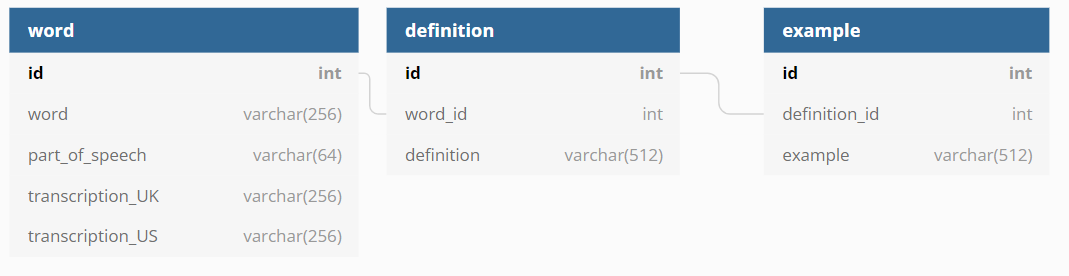 word
id int
word varchar(256)
part_of_speech varchar(64)
transcription_UK varchar(256)
transcription_US varchar(256)
definition
id int
word_id int
definition varchar(512)
example
id int
definition_id int
example varchar(512)